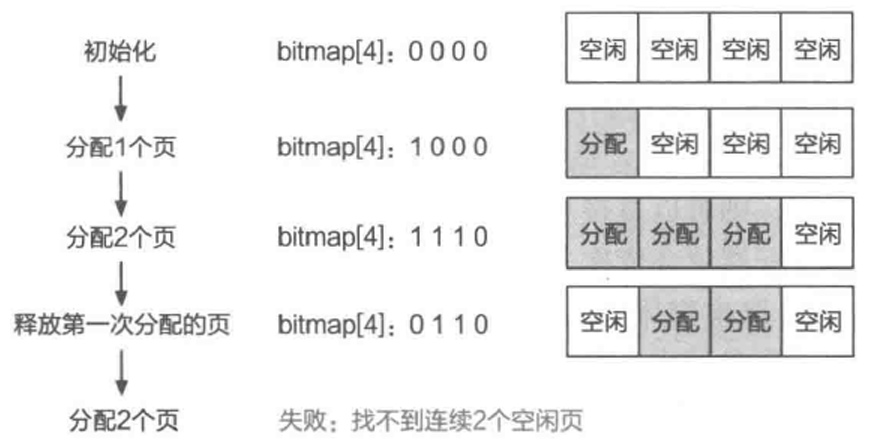 初始化 bitmap[4]: 0 0 0 0 空闲 空闲 空闲 空闲
分配1个页 bitmap[4]: 1 0 0 0 分配 空闲 空闲 空闲
分配2个页 bitmap[4]: 1 1 1 0 分配 分配 分配 空闲
释放第一次分配的页 bitmap[4]: 0 1 1 0 空闲 分配 分配 空闲
分配2个页 失败：找不到连续2个空闲页